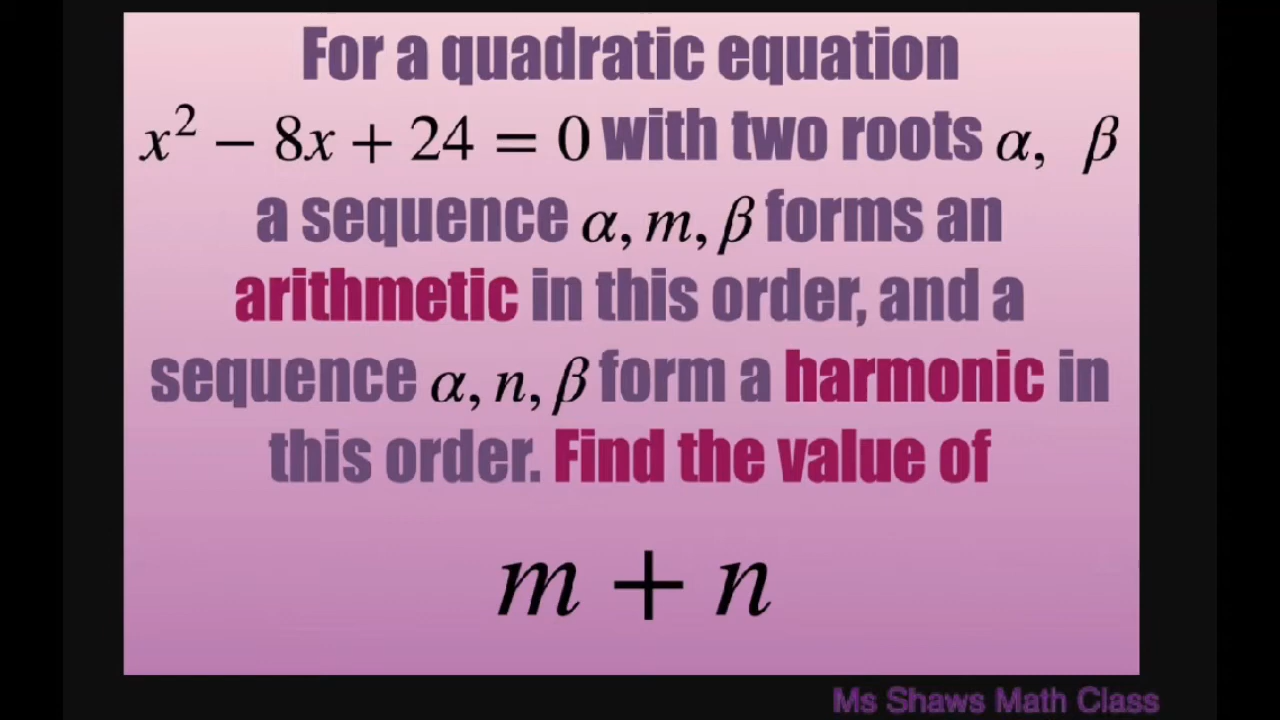 For a quadratic equation
x² − 8x + 24 = 0 with two roots α, β
a sequence α, m, β forms an
arithmetic in this order, and a
sequence α, n, β form a harmonic in
this order. Find the value of
m + n
Ms Shaws Math Class